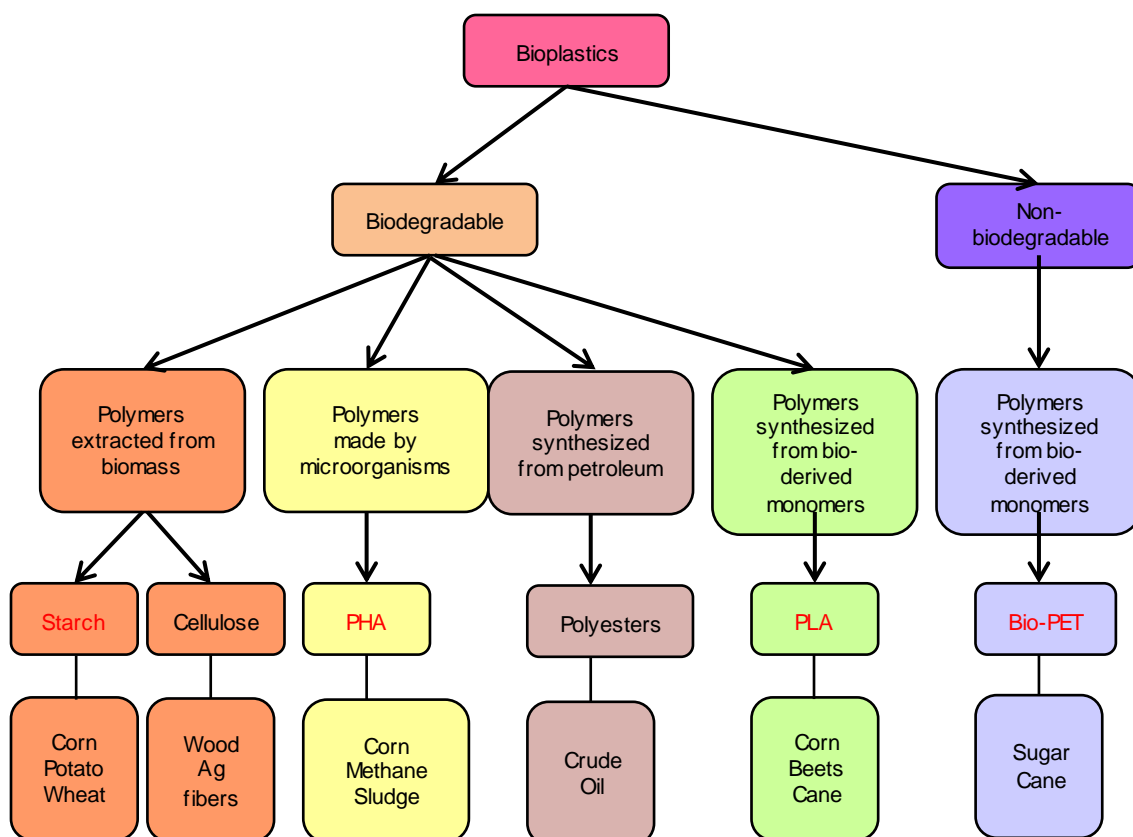 Bioplastics
Biodegradable
Non-
biodegradable
Polymers
extracted from
biomass
Polymers
made by
microorganisms
Polymers
synthesized
from petroleum
Polymers
synthesized
from bio-
derived
monomers
Polymers
synthesized
from bio-
derived
monomers
Starch
Cellulose
PHA
Polyesters
PLA
Bio-PET
Corn
Potato
Wheat
Wood
Ag
fibers
Corn
Methane
Sludge
Crude
Oil
Corn
Beets
Cane
Sugar
Cane